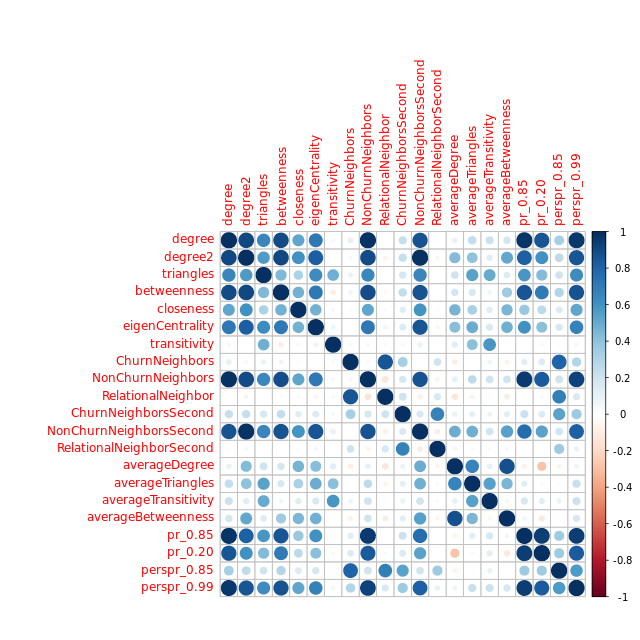 degree
degree2
triangles
betweenness
closeness
eigenCentrality
transitivity
ChurnNeighbors
NonChurnNeighbors
RelationalNeighbor
ChurnNeighborsSecond
NonChurnNeighborsSecond
RelationalNeighborSecond
averageDegree
averageTriangles
averageTransitivity
averageBetweenness
pr_0.85
pr_0.20
perspr_0.85
perspr_0.99
degree
degree2
triangles
betweenness
closeness
eigenCentrality
transitivity
ChurnNeighbors
NonChurnNeighbors
RelationalNeighbor
ChurnNeighborsSecond
NonChurnNeighborsSecond
RelationalNeighborSecond
averageDegree
averageTriangles
averageTransitivity
averageBetweenness
pr_0.85
pr_0.20
perspr_0.85
perspr_0.99
1
0.8
0.6
0.4
0.2
0
-0.2
-0.4
-0.6
-0.8
-1